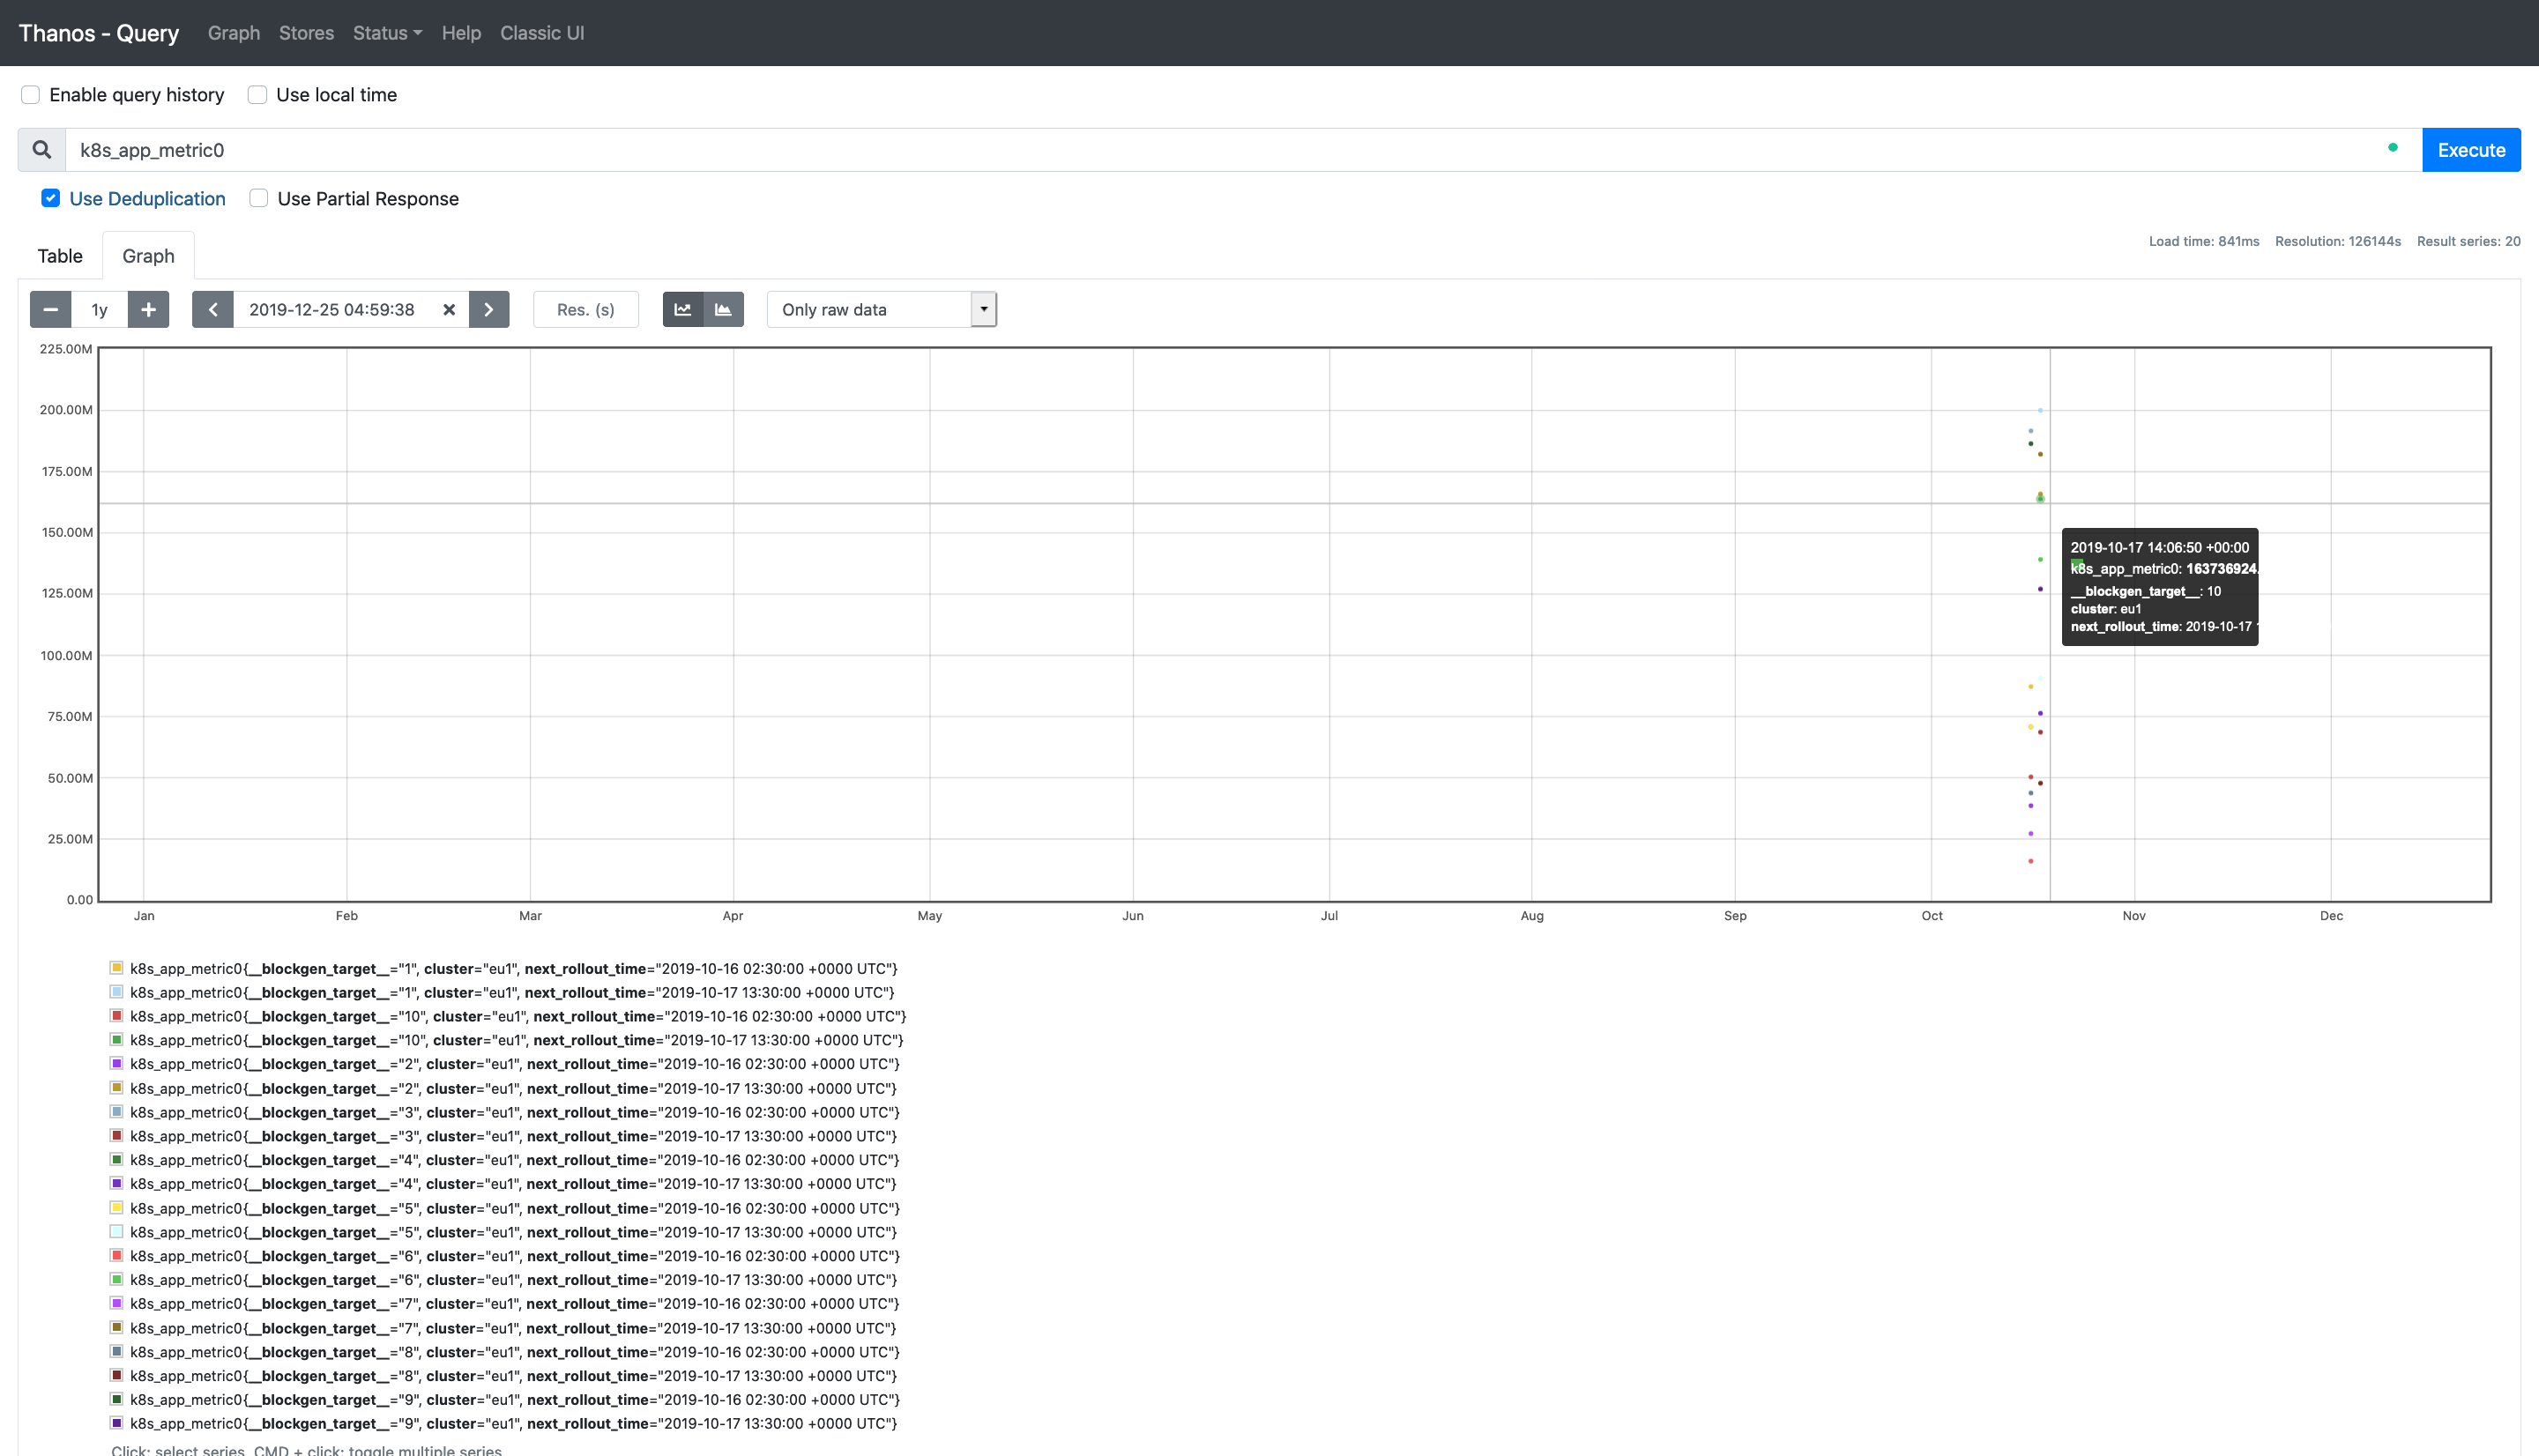 Thanos - Query Graph Stores Status Help Classic UI
Enable query history Use local time
k8s_app_metric0 Execute
Use Deduplication Use Partial Response
Load time: 841ms Resolution: 126144s Result series: 20
Table Graph
1y 2019-12-25 04:59:38 Res. (s) Only raw data
225.00M
200.00M
175.00M
150.00M
125.00M
100.00M
75.00M
50.00M
25.00M
0.00
2019-10-17 14:06:50 +00:00
k8s_app_metric0: 163736924.
__blockgen_target__: 10
cluster: eu1
next_rollout_time: 2019-10-17
Jan Feb Mar Apr May Jun Jul Aug Sep Oct Nov Dec
k8s_app_metric0{__blockgen_target__="1", cluster="eu1", next_rollout_time="2019-10-16 02:30:00 +0000 UTC"}
k8s_app_metric0{__blockgen_target__="1", cluster="eu1", next_rollout_time="2019-10-17 13:30:00 +0000 UTC"}
k8s_app_metric0{__blockgen_target__="10", cluster="eu1", next_rollout_time="2019-10-16 02:30:00 +0000 UTC"}
k8s_app_metric0{__blockgen_target__="10", cluster="eu1", next_rollout_time="2019-10-17 13:30:00 +0000 UTC"}
k8s_app_metric0{__blockgen_target__="2", cluster="eu1", next_rollout_time="2019-10-16 02:30:00 +0000 UTC"}
k8s_app_metric0{__blockgen_target__="2", cluster="eu1", next_rollout_time="2019-10-17 13:30:00 +0000 UTC"}
k8s_app_metric0{__blockgen_target__="3", cluster="eu1", next_rollout_time="2019-10-16 02:30:00 +0000 UTC"}
k8s_app_metric0{__blockgen_target__="3", cluster="eu1", next_rollout_time="2019-10-17 13:30:00 +0000 UTC"}
k8s_app_metric0{__blockgen_target__="4", cluster="eu1", next_rollout_time="2019-10-16 02:30:00 +0000 UTC"}
k8s_app_metric0{__blockgen_target__="4", cluster="eu1", next_rollout_time="2019-10-17 13:30:00 +0000 UTC"}
k8s_app_metric0{__blockgen_target__="5", cluster="eu1", next_rollout_time="2019-10-16 02:30:00 +0000 UTC"}
k8s_app_metric0{__blockgen_target__="5", cluster="eu1", next_rollout_time="2019-10-17 13:30:00 +0000 UTC"}
k8s_app_metric0{__blockgen_target__="6", cluster="eu1", next_rollout_time="2019-10-16 02:30:00 +0000 UTC"}
k8s_app_metric0{__blockgen_target__="6", cluster="eu1", next_rollout_time="2019-10-17 13:30:00 +0000 UTC"}
k8s_app_metric0{__blockgen_target__="7", cluster="eu1", next_rollout_time="2019-10-16 02:30:00 +0000 UTC"}
k8s_app_metric0{__blockgen_target__="7", cluster="eu1", next_rollout_time="2019-10-17 13:30:00 +0000 UTC"}
k8s_app_metric0{__blockgen_target__="8", cluster="eu1", next_rollout_time="2019-10-16 02:30:00 +0000 UTC"}
k8s_app_metric0{__blockgen_target__="8", cluster="eu1", next_rollout_time="2019-10-17 13:30:00 +0000 UTC"}
k8s_app_metric0{__blockgen_target__="9", cluster="eu1", next_rollout_time="2019-10-16 02:30:00 +0000 UTC"}
k8s_app_metric0{__blockgen_target__="9", cluster="eu1", next_rollout_time="2019-10-17 13:30:00 +0000 UTC"}
Click: select series, CMD + click: toggle multiple series